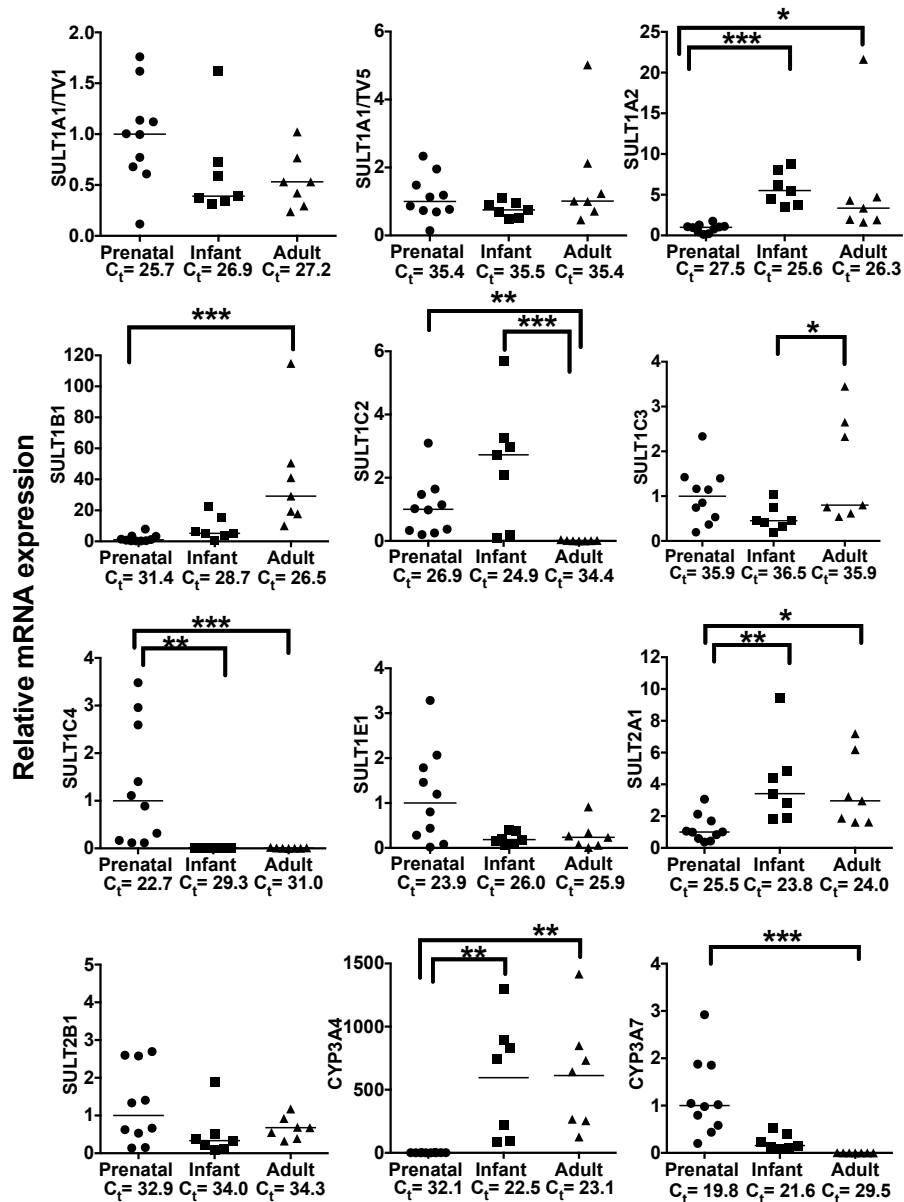 Relative mRNA expression
SULT1A1/TV1
2.0
1.5
1.0
0.5
0.0
Prenatal Infant Adult
Ct= 25.7 Ct= 26.9 Ct= 27.2
SULT1A1/TV5
6
4
2
0
Prenatal Infant Adult
Ct= 35.4 Ct= 35.5 Ct= 35.4
*
***
SULT1A2
25
20
15
10
5
0
Prenatal Infant Adult
Ct= 27.5 Ct= 25.6 Ct= 26.3
***
SULT1B1
120
100
80
60
40
20
0
Prenatal Infant Adult
Ct= 31.4 Ct= 28.7 Ct= 26.5
**
***
SULT1C2
6
4
2
0
Prenatal Infant Adult
Ct= 26.9 Ct= 24.9 Ct= 34.4
*
SULT1C3
4
3
2
1
0
Prenatal Infant Adult
Ct= 35.9 Ct= 36.5 Ct= 35.9
***
**
SULT1C4
4
3
2
1
0
Prenatal Infant Adult
Ct= 22.7 Ct= 29.3 Ct= 31.0
SULT1E1
4
3
2
1
0
Prenatal Infant Adult
Ct= 23.9 Ct= 26.0 Ct= 25.9
*
**
SULT2A1
12
10
8
6
4
2
0
Prenatal Infant Adult
Ct= 25.5 Ct= 23.8 Ct= 24.0
SULT2B1
5
4
3
2
1
0
Prenatal Infant Adult
Ct= 32.9 Ct= 34.0 Ct= 34.3
**
**
CYP3A4
1500
1000
500
0
Prenatal Infant Adult
Ct= 32.1 Ct= 22.5 Ct= 23.1
***
CYP3A7
4
3
2
1
0
Prenatal Infant Adult
Ct= 19.8 Ct= 21.6 Ct= 29.5